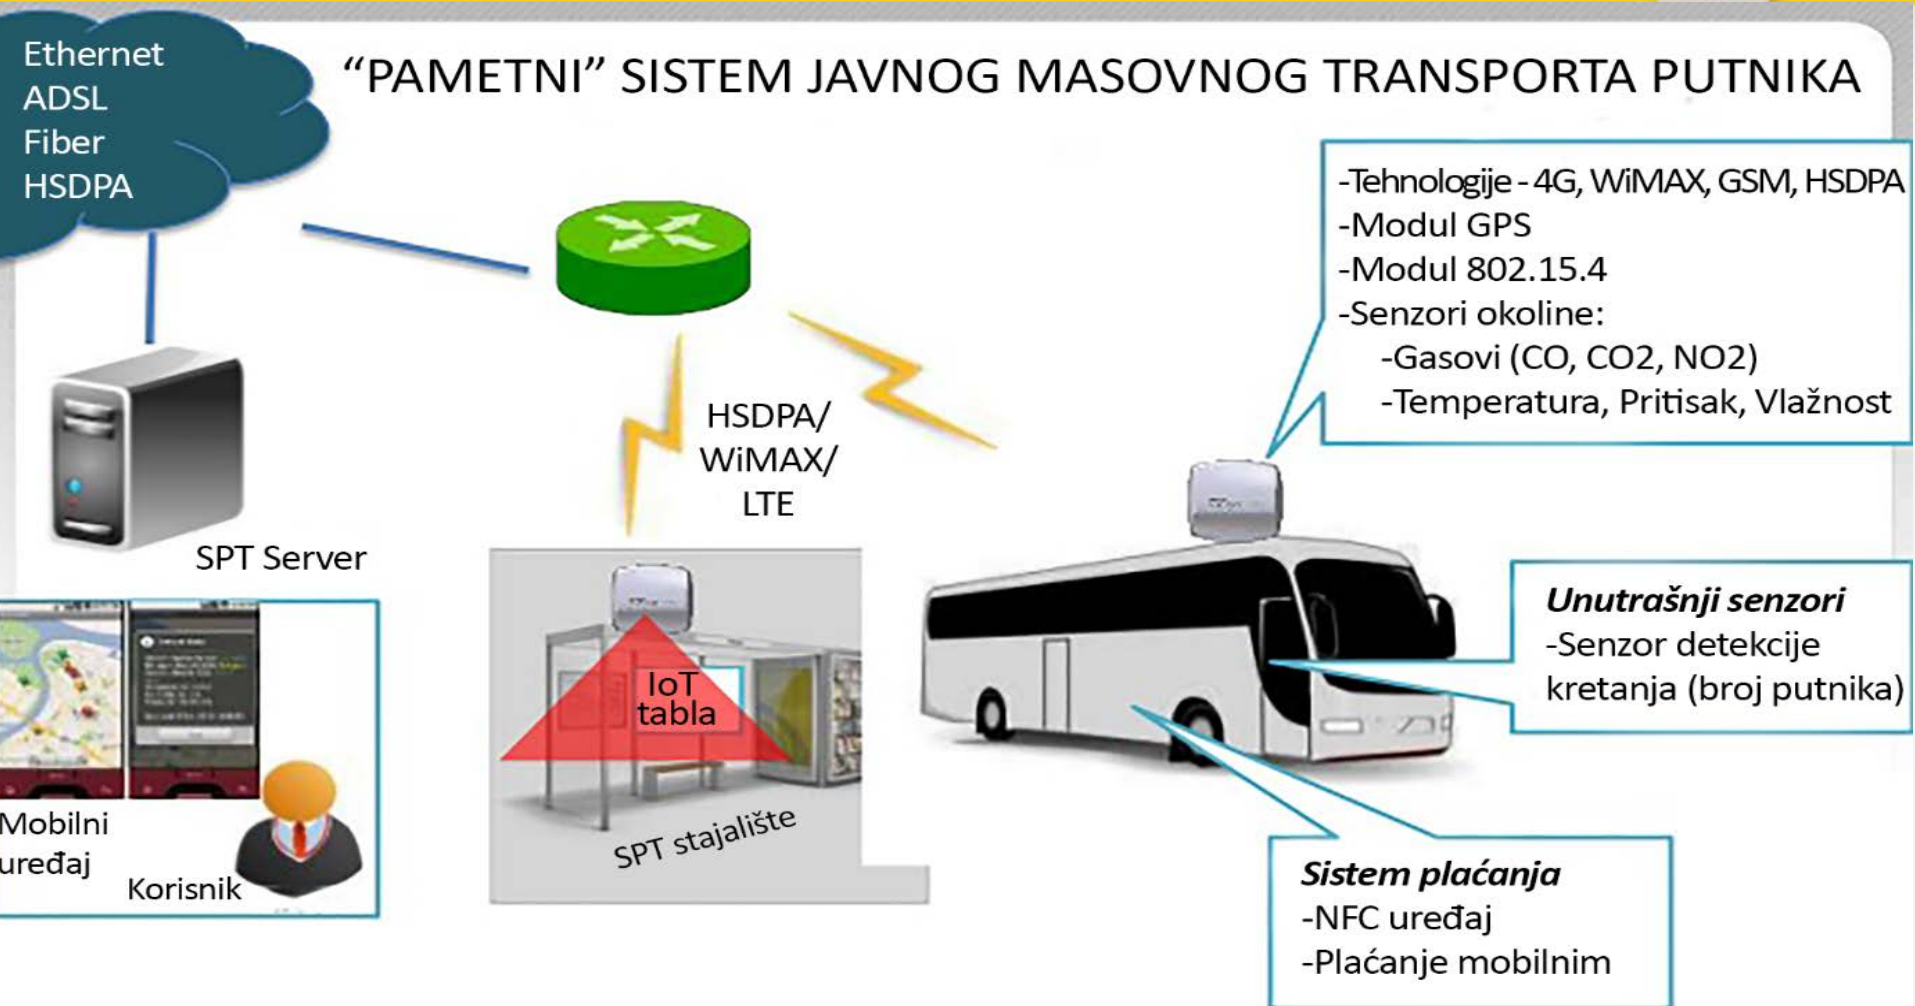 Ethernet
ADSL
Fiber
HSDPA
“PAMETNI” SISTEM JAVNOG MASOVNOG TRANSPORTA PUTNIKA
-Tehnologije - 4G, WiMAX, GSM, HSDPA
-Modul GPS
-Modul 802.15.4
-Senzori okoline:
-Gasovi (CO, CO2, NO2)
-Temperatura, Pritisak, Vlažnost
HSDPA/
WiMAX/
LTE
SPT Server
IoT
tabla
SPT stajalište
Unutrašnji senzori
-Senzor detekcije
kretanja (broj putnika)
Mobilni
uređaj
Korisnik
Sistem plaćanja
-NFC uređaj
-Plaćanje mobilnim